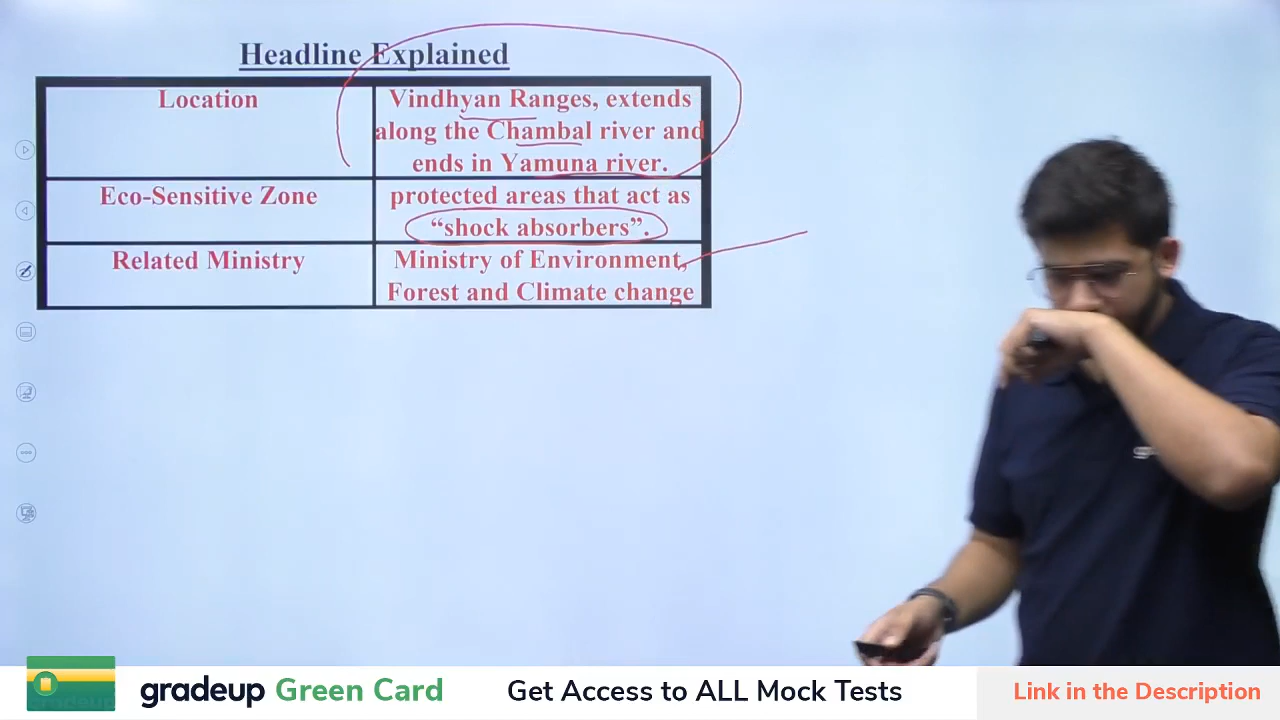 Headline Explained
Location
Vindhyan Ranges, extends
along the Chambal river and
ends in Yamuna river.
Eco-Sensitive Zone
protected areas that act as
“shock absorbers”.
Related Ministry
Ministry of Environment,
Forest and Climate change
gradeup Green Card
Get Access to ALL Mock Tests
Link in the Description